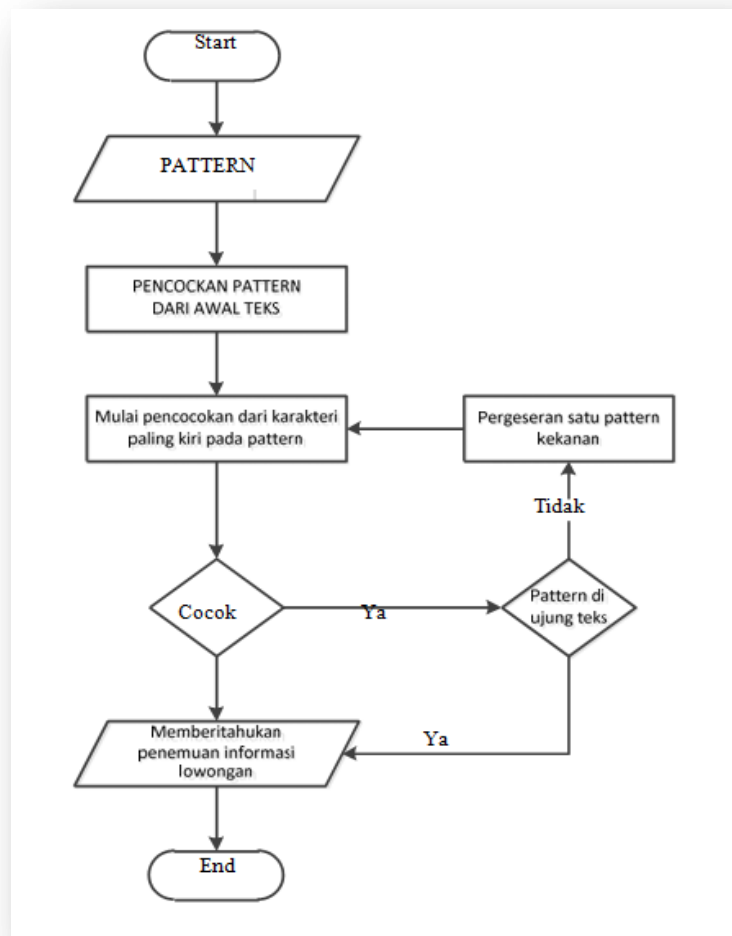 Start
PATTERN
PENCOCKAN PATTERN
DARI AWAL TEKS
Mulai pencocokan dari karakteri
paling kiri pada pattern
Pergeseran satu pattern
kekanan
Tidak
Cocok
Ya
Pattern di
ujung teks
Memberitahukan
penemuan informasi
lowongan
Ya
End